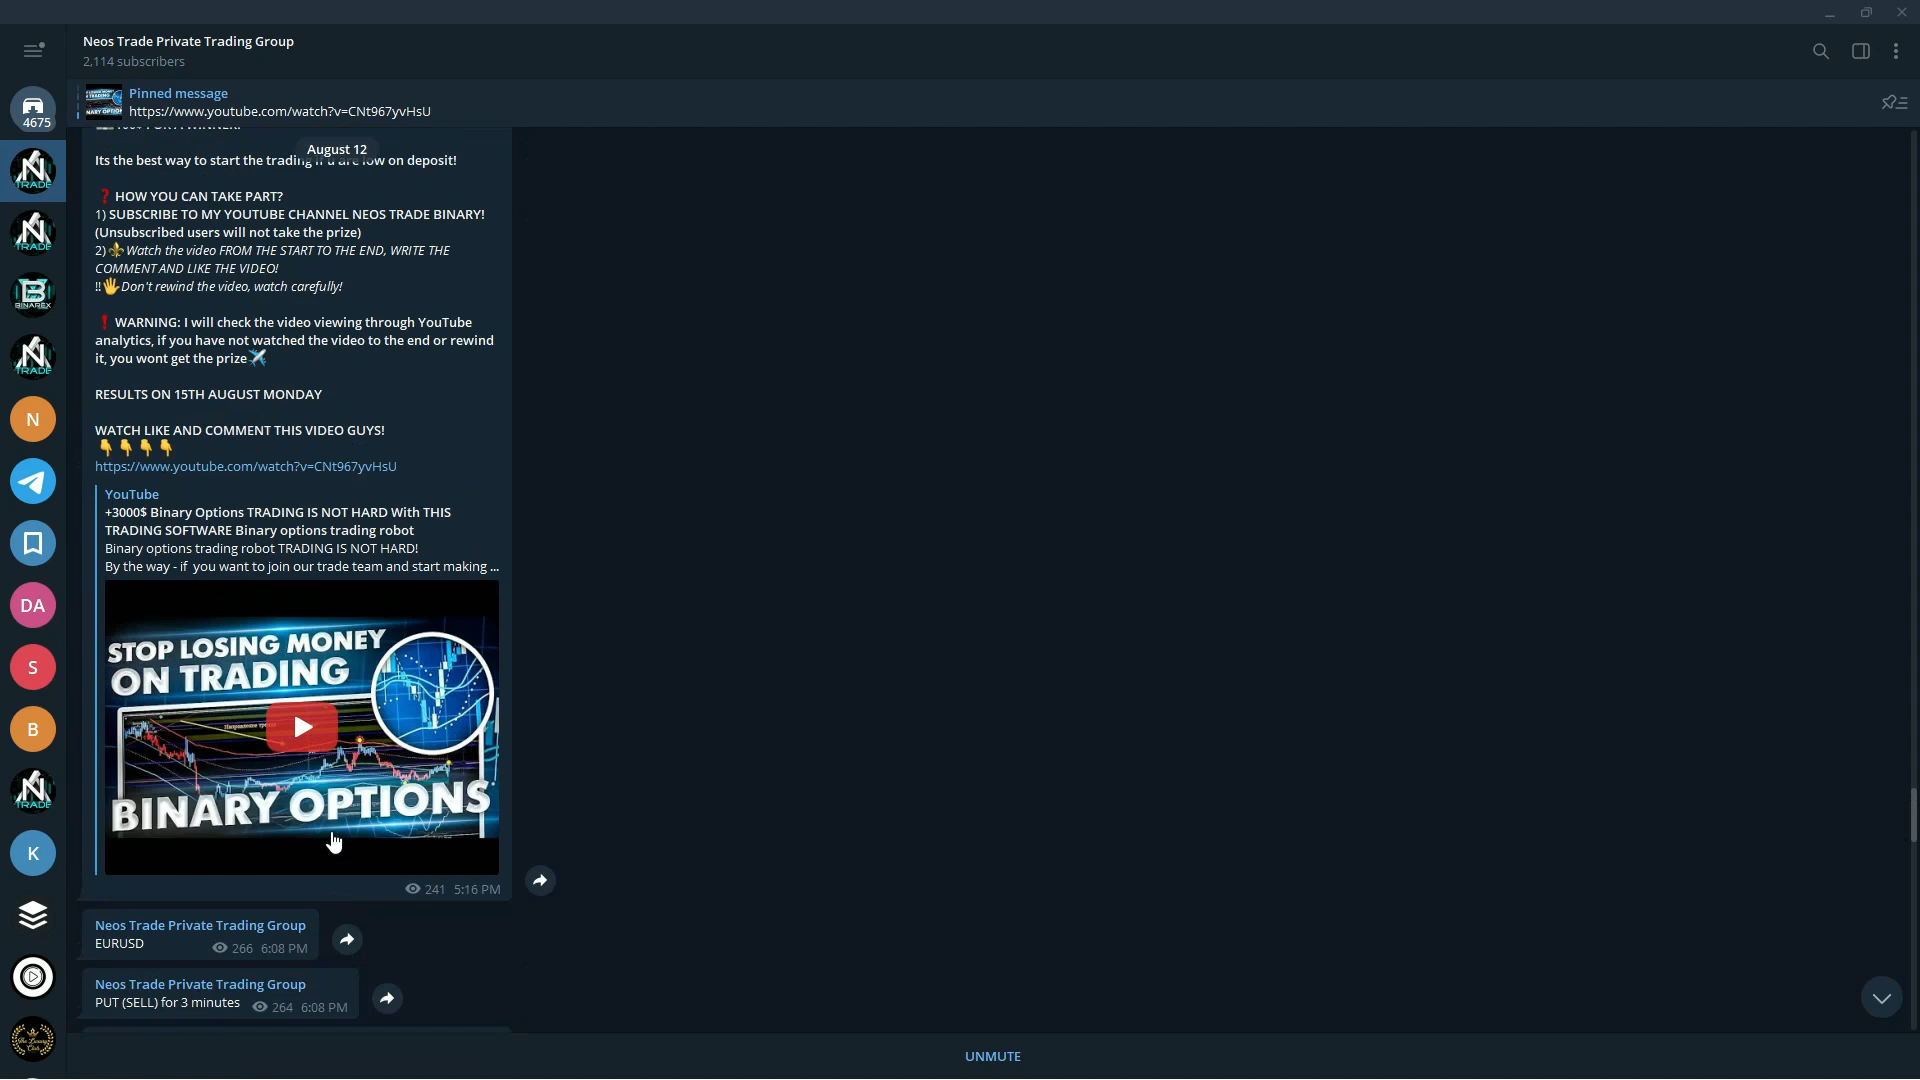 Neos Trade Private Trading Group
2,114 subscribers
4675
Pinned message
https://www.youtube.com/watch?v=CNt967yvHsU
August 12
Its the best way to start the trading if u are low on deposit!
❓ HOW YOU CAN TAKE PART?
1) SUBSCRIBE TO MY YOUTUBE CHANNEL NEOS TRADE BINARY!
(Unsubscribed users will not take the prize)
2)⚜️Watch the video FROM THE START TO THE END, WRITE THE
COMMENT AND LIKE THE VIDEO!
‼🖐Don't rewind the video, watch carefully!
❗ WARNING: I will check the video viewing through YouTube
analytics, if you have not watched the video to the end or rewind
it, you wont get the prize✈️
RESULTS ON 15TH AUGUST MONDAY
WATCH LIKE AND COMMENT THIS VIDEO GUYS!
👇👇👇👇
https://www.youtube.com/watch?v=CNt967yvHsU
YouTube
+3000$ Binary Options TRADING IS NOT HARD With THIS
TRADING SOFTWARE Binary options trading robot
Binary options trading robot TRADING IS NOT HARD!
By the way - if you want to join our trade team and start making ...
STOP LOSING MONEY
ON TRADING
BINARY OPTIONS
241 5:16 PM
Neos Trade Private Trading Group
EURUSD 266 6:08 PM
Neos Trade Private Trading Group
PUT (SELL) for 3 minutes 264 6:08 PM
UNMUTE
N TRADE
N TRADE
B BINAREX
N TRADE
N
DA
S
B
N TRADE
K
The Luxury
Club